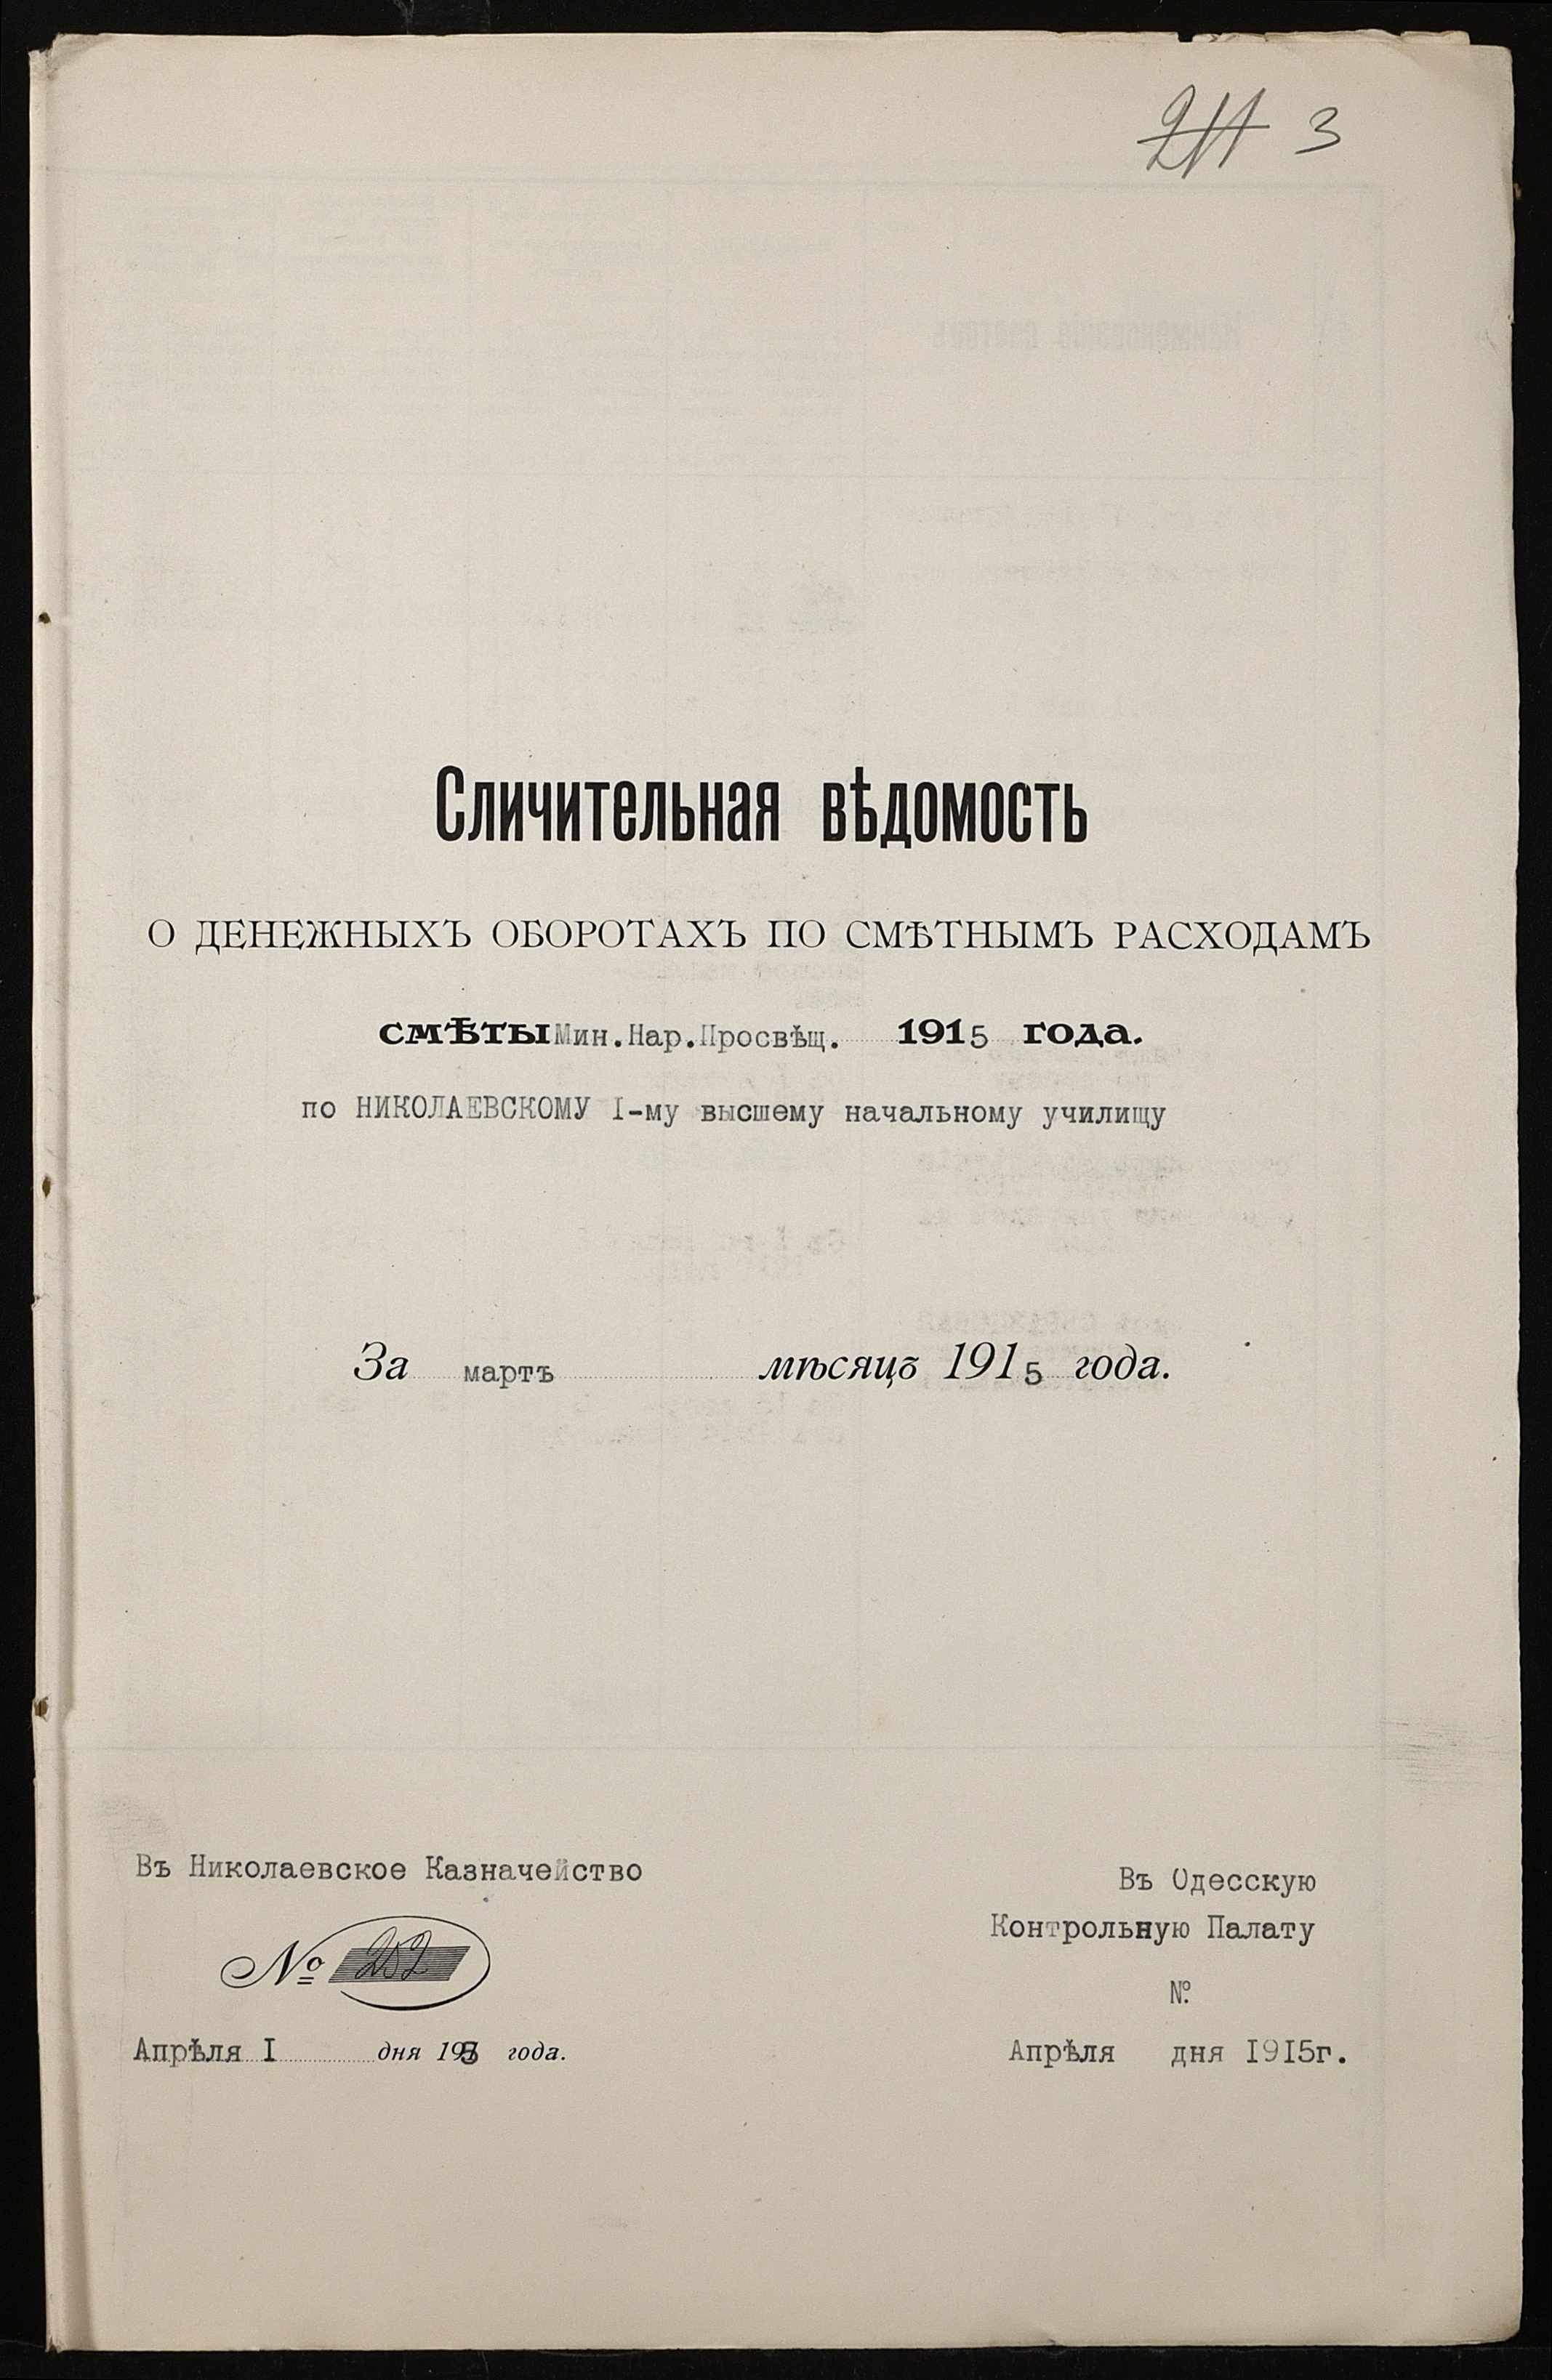 3
Сличительная вѣдомость
О ДЕНЕЖНЫХЪ ОБОРОТАХЪ ПО СМѢТНЫМЪ РАСХОДАМЪ
СМѢТЫ Мин.Нар.Просвѣщ. 1915 года.
по НИКОЛАЕВСКОМУ I-му высшему начальному училищу
За мартъ мѣсяцъ 1915 года.
Въ Николаевское Казначейство
№ 252
Апрѣля I дня 1915 года.
Въ Одесскую
Контрольную Палату
№
Апрѣля дня 1915г.